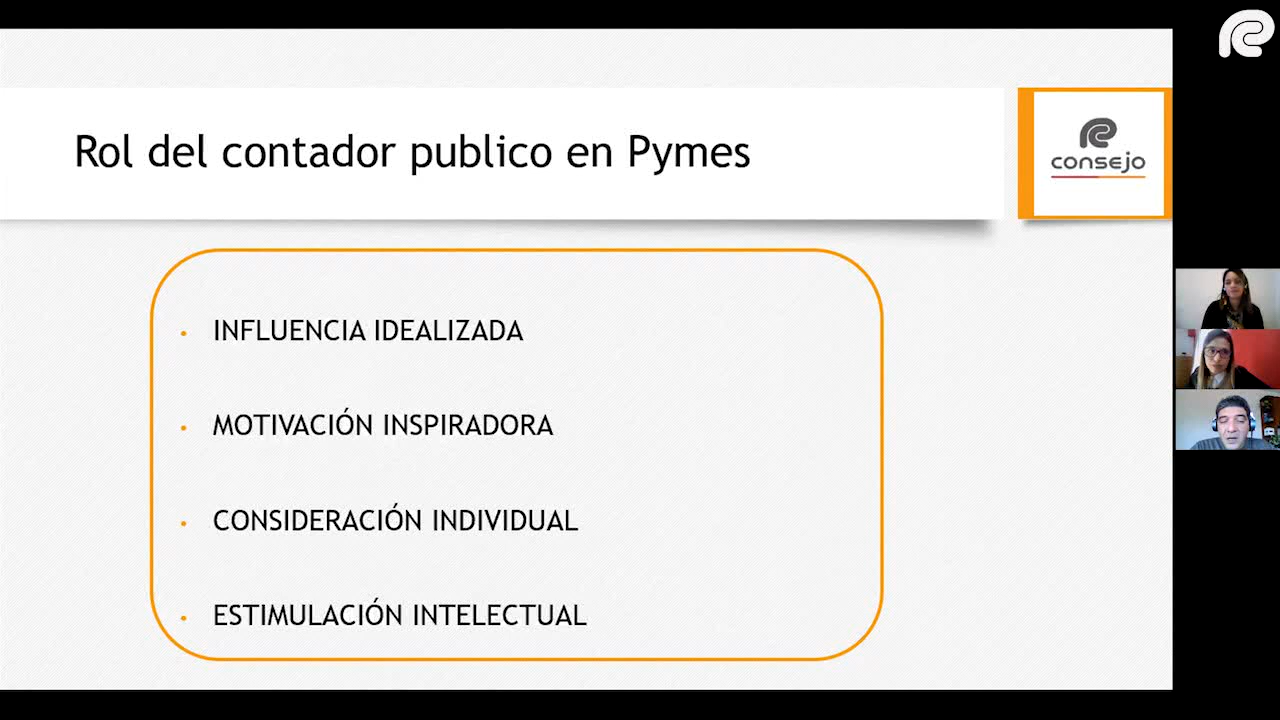 Rol del contador publico en Pymes
consejo
• INFLUENCIA IDEALIZADA
• MOTIVACIÓN INSPIRADORA
• CONSIDERACIÓN INDIVIDUAL
• ESTIMULACIÓN INTELECTUAL